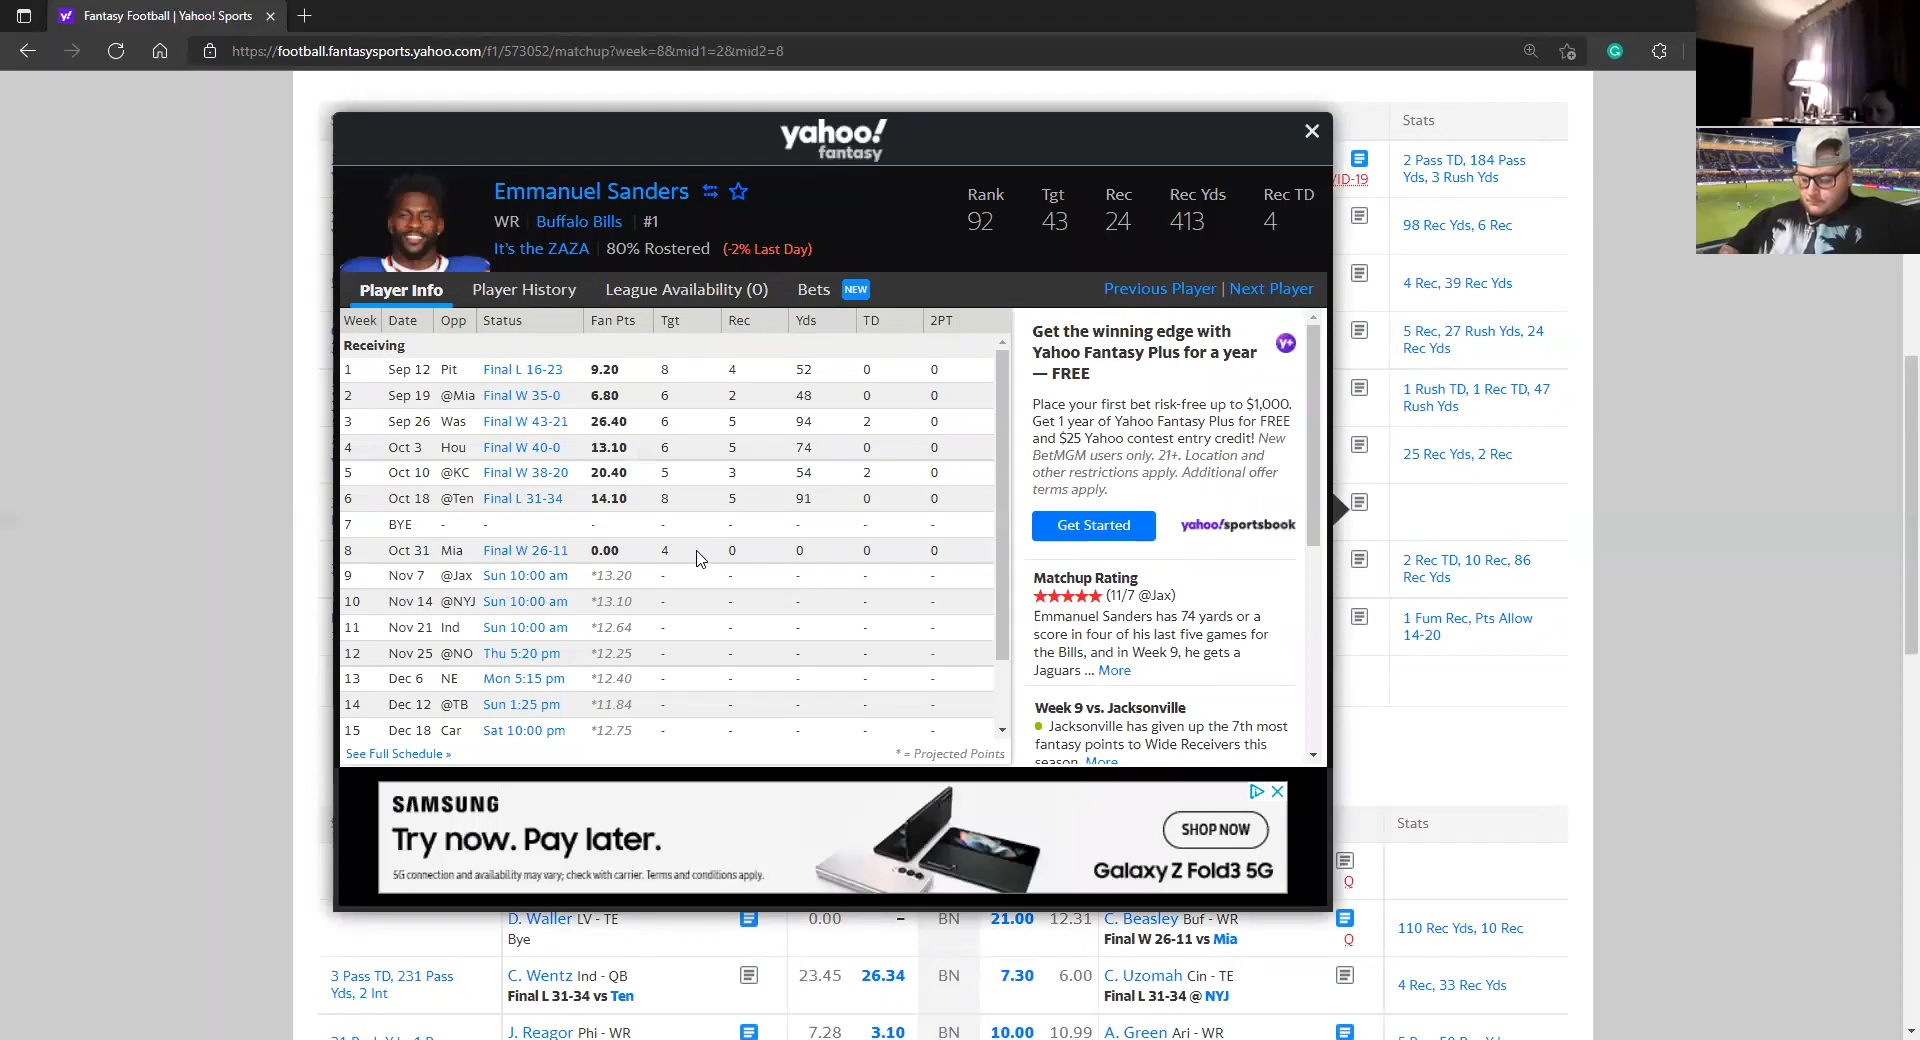 Fantasy Football | Yahoo! Sports
https://football.fantasysports.yahoo.com/f1/573052/matchup?week=8&mid1=2&mid2=8
yahoo!
fantasy
Emmanuel Sanders
WR Buffalo Bills #1
It's the ZAZA 80% Rostered (-2% Last Day)
Rank Tgt Rec Rec Yds Rec TD
92 43 24 413 4
Player Info Player History League Availability (0) Bets NEW
Previous Player | Next Player
Week Date Opp Status Fan Pts Tgt Rec Yds TD 2PT
Receiving
1 Sep 12 Pit Final L 16-23 9.20 8 4 52 0 0
2 Sep 19 @Mia Final W 35-0 6.80 6 2 48 0 0
3 Sep 26 Was Final W 43-21 26.40 6 5 94 2 0
4 Oct 3 Hou Final W 40-0 13.10 6 5 74 0 0
5 Oct 10 @KC Final W 38-20 20.40 5 3 54 2 0
6 Oct 18 @Ten Final L 31-34 14.10 8 5 91 0 0
7 BYE - - - - - - - -
8 Oct 31 Mia Final W 26-11 0.00 4 0 0 0 0
9 Nov 7 @Jax Sun 10:00 am *13.20 - - - - -
10 Nov 14 @NYJ Sun 10:00 am *13.10 - - - - -
11 Nov 21 Ind Sun 10:00 am *12.64 - - - - -
12 Nov 25 @NO Thu 5:20 pm *12.25 - - - - -
13 Dec 6 NE Mon 5:15 pm *12.40 - - - - -
14 Dec 12 @TB Sun 1:25 pm *11.84 - - - - -
15 Dec 18 Car Sat 10:00 pm *12.75 - - - - -
See Full Schedule »
* = Projected Points
Get the winning edge with
Yahoo Fantasy Plus for a year
— FREE
y+
Place your first bet risk-free up to $1,000.
Get 1 year of Yahoo Fantasy Plus for FREE
and $25 Yahoo contest entry credit! New
BetMGM users only. 21+. Location and
other restrictions apply. Additional offer
terms apply.
Get Started
yahoo!sportsbook
Matchup Rating
(11/7 @Jax)
Emmanuel Sanders has 74 yards or a
score in four of his last five games for
the Bills, and in Week 9, he gets a
Jaguars ... More
Week 9 vs. Jacksonville
Jacksonville has given up the 7th most
fantasy points to Wide Receivers this
season. More
SAMSUNG
Try now. Pay later.
5G connection and availability may vary; check with carrier. Terms and conditions apply.
SHOP NOW
Galaxy Z Fold3 5G
Stats
2 Pass TD, 184 Pass
Yds, 3 Rush Yds
VID-19
98 Rec Yds, 6 Rec
4 Rec, 39 Rec Yds
5 Rec, 27 Rush Yds, 24
Rec Yds
1 Rush TD, 1 Rec TD, 47
Rush Yds
25 Rec Yds, 2 Rec
2 Rec TD, 10 Rec, 86
Rec Yds
1 Fum Rec, Pts Allow
14-20
Stats
Q
D. Waller LV - TE
Bye
0.00 – BN 21.00 12.31
C. Beasley Buf - WR
Final W 26-11 vs Mia
Q
110 Rec Yds, 10 Rec
3 Pass TD, 231 Pass
Yds, 2 Int
C. Wentz Ind - QB
Final L 31-34 vs Ten
23.45 26.34 BN 7.30 6.00
C. Uzomah Cin - TE
Final L 31-34 @ NYJ
4 Rec, 33 Rec Yds
J. Reagor Phi - WR
7.28 3.10 BN 10.00 10.99
A. Green Ari - WR